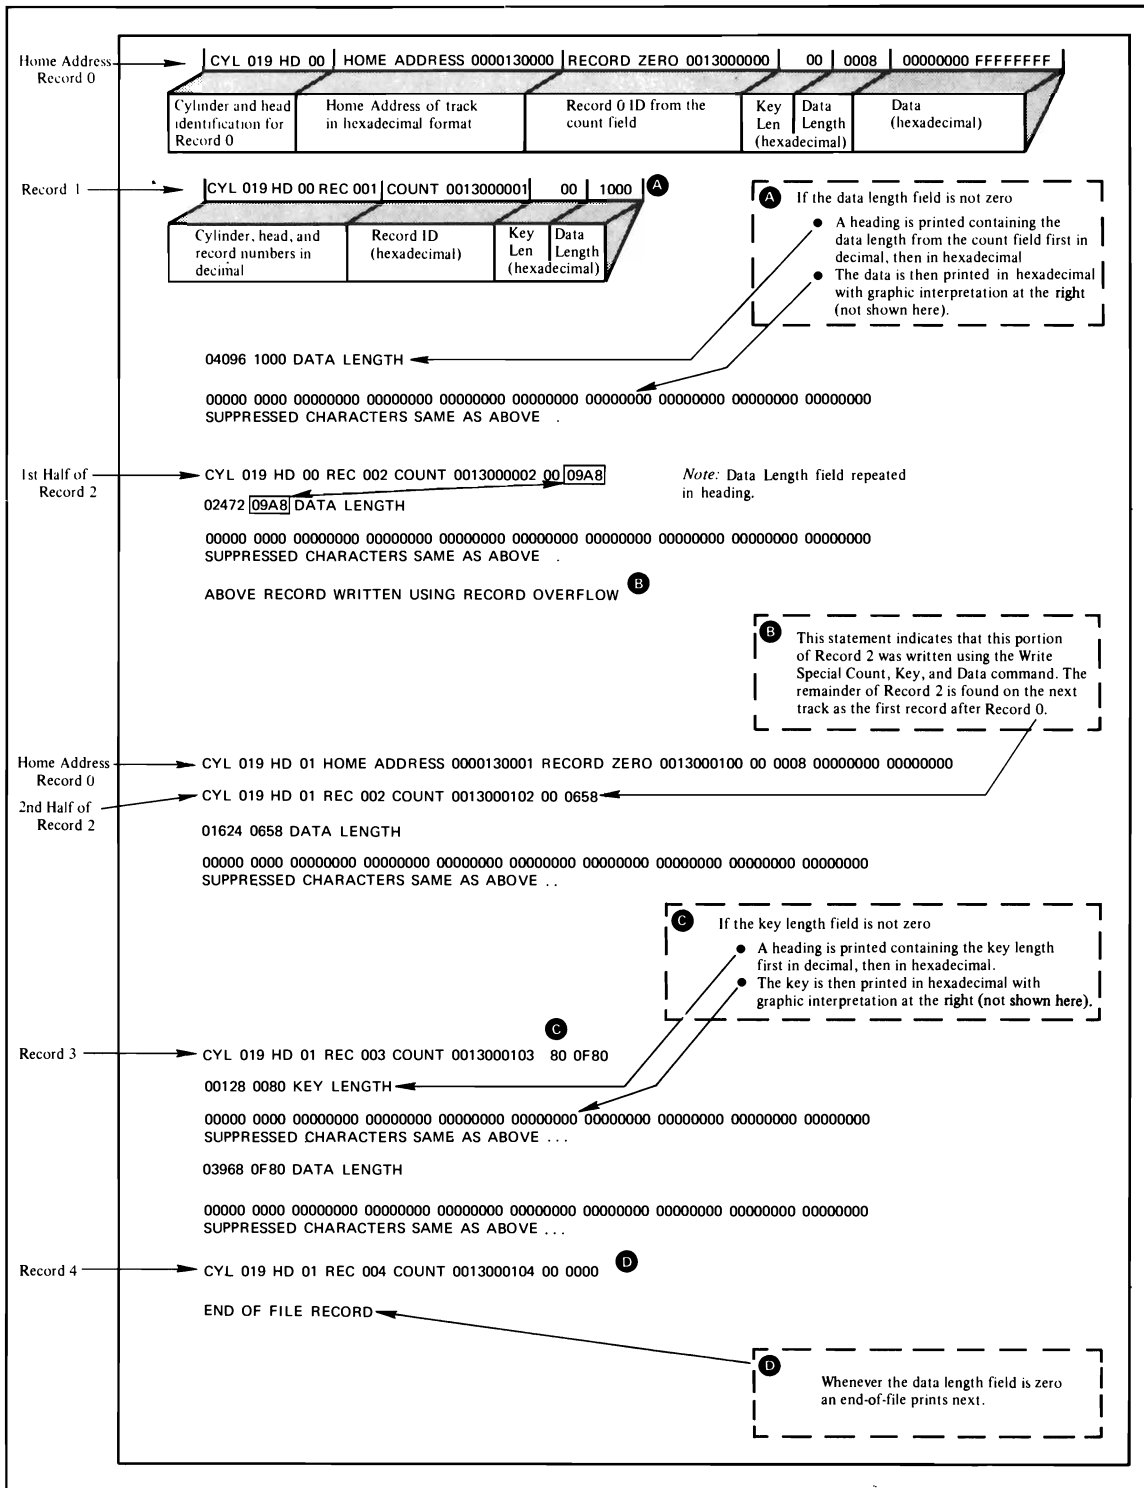 Home Address
Record 0
CYL 019 HD 00 HOME ADDRESS 0000130000 RECORD ZERO 0013000000 00 0008 00000000 FFFFFFFF
Cylinder and head
identification for
Record 0
Home Address of track
in hexadecimal format
Record 0 ID from the
count field
Key
Len
Data
Length
(hexadecimal)
Data
(hexadecimal)
Record 1
CYL 019 HD 00 REC 001 COUNT 0013000001 00 1000 A
Cylinder, head, and
record numbers in
decimal
Record ID
(hexadecimal)
Key
Len
Data
Length
(hexadecimal)
A If the data length field is not zero
● A heading is printed containing the
data length from the count field first in
decimal, then in hexadecimal
● The data is then printed in hexadecimal
with graphic interpretation at the right
(not shown here).
04096 1000 DATA LENGTH
00000 0000 00000000 00000000 00000000 00000000 00000000 00000000 00000000 00000000
SUPPRESSED CHARACTERS SAME AS ABOVE .
1st Half of
Record 2
CYL 019 HD 00 REC 002 COUNT 0013000002 00 09A8
Note: Data Length field repeated
in heading.
02472 09A8 DATA LENGTH
00000 0000 00000000 00000000 00000000 00000000 00000000 00000000 00000000 00000000
SUPPRESSED CHARACTERS SAME AS ABOVE .
ABOVE RECORD WRITTEN USING RECORD OVERFLOW B
B This statement indicates that this portion
of Record 2 was written using the Write
Special Count, Key, and Data command. The
remainder of Record 2 is found on the next
track as the first record after Record 0.
Home Address
Record 0
CYL 019 HD 01 HOME ADDRESS 0000130001 RECORD ZERO 0013000100 00 0008 00000000 00000000
2nd Half of
Record 2
CYL 019 HD 01 REC 002 COUNT 0013000102 00 0658
01624 0658 DATA LENGTH
00000 0000 00000000 00000000 00000000 00000000 00000000 00000000 00000000 00000000
SUPPRESSED CHARACTERS SAME AS ABOVE ..
C If the key length field is not zero
● A heading is printed containing the key length
first in decimal, then in hexadecimal.
● The key is then printed in hexadecimal with
graphic interpretation at the right (not shown here).
C
Record 3
CYL 019 HD 01 REC 003 COUNT 0013000103 80 0F80
00128 0080 KEY LENGTH
00000 0000 00000000 00000000 00000000 00000000 00000000 00000000 00000000 00000000
SUPPRESSED CHARACTERS SAME AS ABOVE ...
03968 0F80 DATA LENGTH
00000 0000 00000000 00000000 00000000 00000000 00000000 00000000 00000000 00000000
SUPPRESSED CHARACTERS SAME AS ABOVE ...
Record 4
CYL 019 HD 01 REC 004 COUNT 0013000104 00 0000 D
END OF FILE RECORD
D Whenever the data length field is zero
an end-of-file prints next.